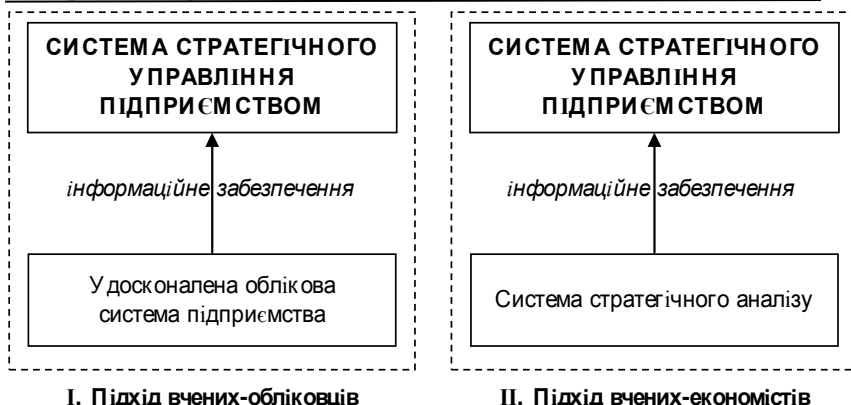 СИСТЕМА СТРАТЕГІЧНОГО
УПРАВЛІННЯ
ПІДПРИЄМСТВОМ
інформаційне забезпечення
Удосконалена облікова
система підприємства
I. Підхід вчених-обліковців
СИСТЕМА СТРАТЕГІЧНОГО
УПРАВЛІННЯ
ПІДПРИЄМСТВОМ
інформаційне забезпечення
Система стратегічного аналізу
II. Підхід вчених-економістів